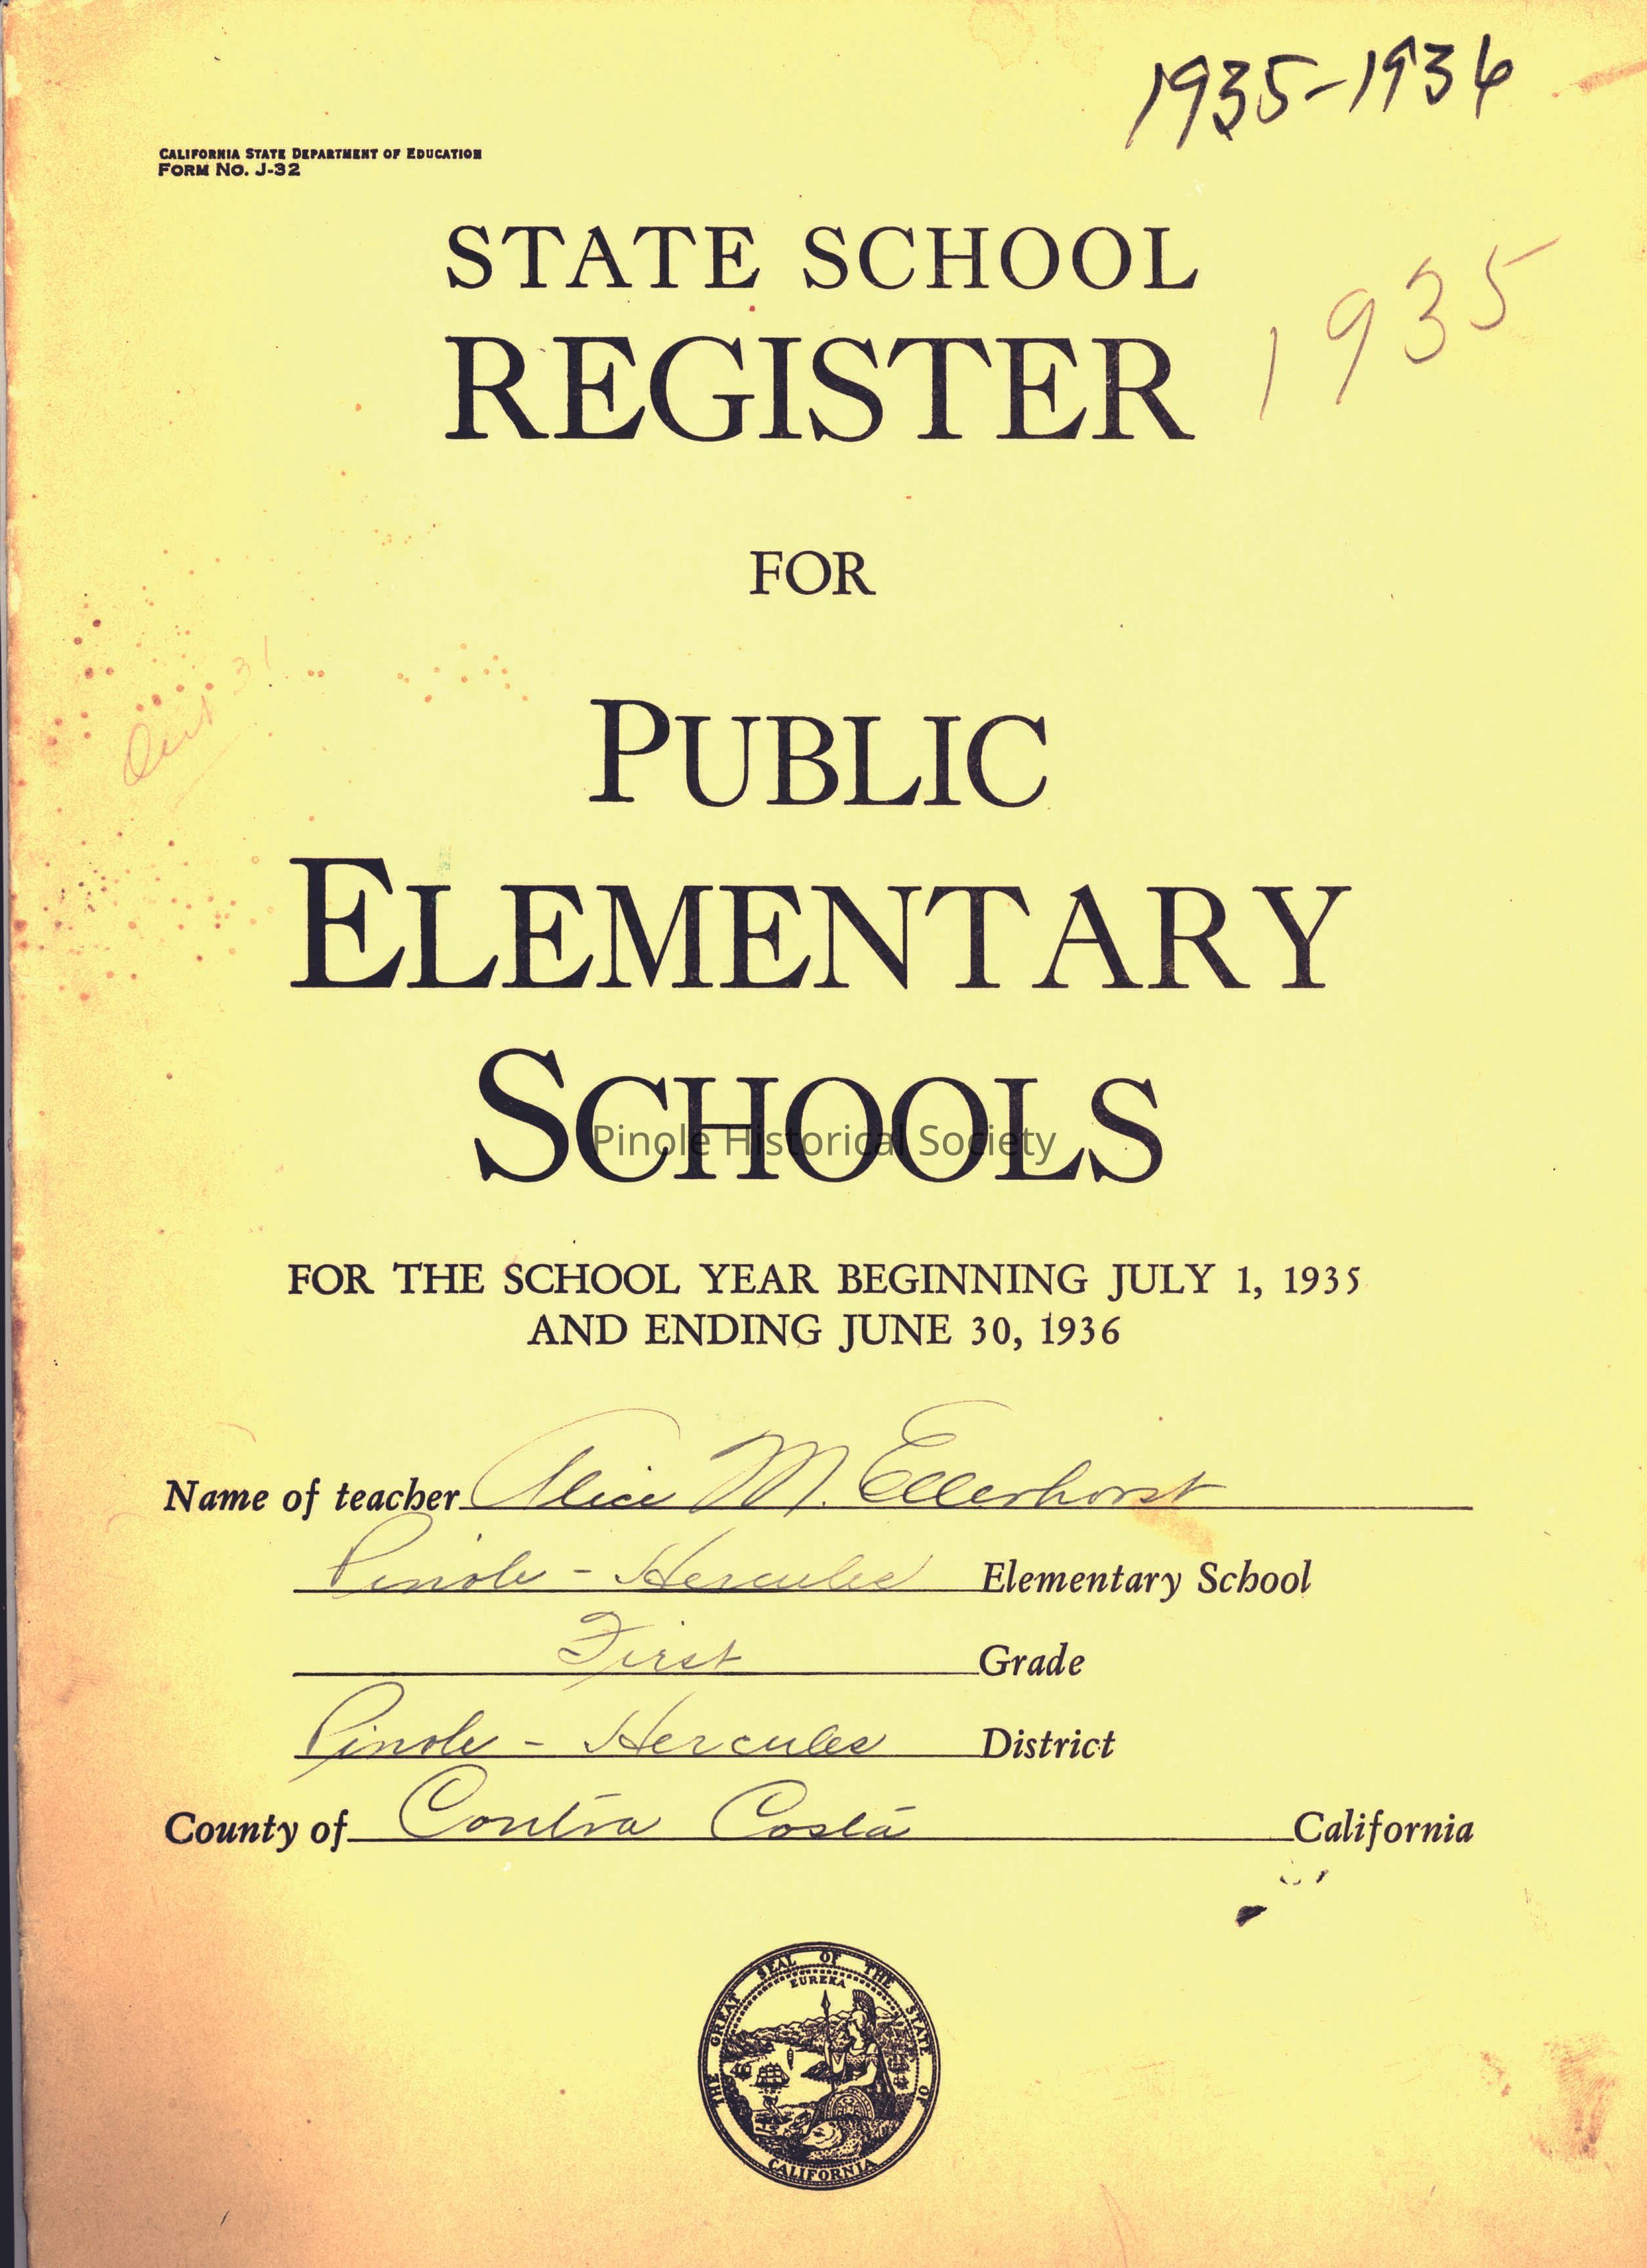 1935-1936
CALIFORNIA STATE DEPARTMENT OF EDUCATION
FORM NO. J-32
STATE SCHOOL
REGISTER
1935
FOR
31
PUBLIC
ELEMENTARY
SCHOOLS
Pinole Historical Society
FOR THE SCHOOL YEAR BEGINNING JULY 1, 1935
AND ENDING JUNE 30, 1936
Name of teacher Alice M. Ellerhorst
Pinole - Hercules Elementary School
First Grade
Pinole - Hercules District
County of Contra Costa California
THE GREAT SEAL OF THE STATE OF CALIFORNIA
EUREKA